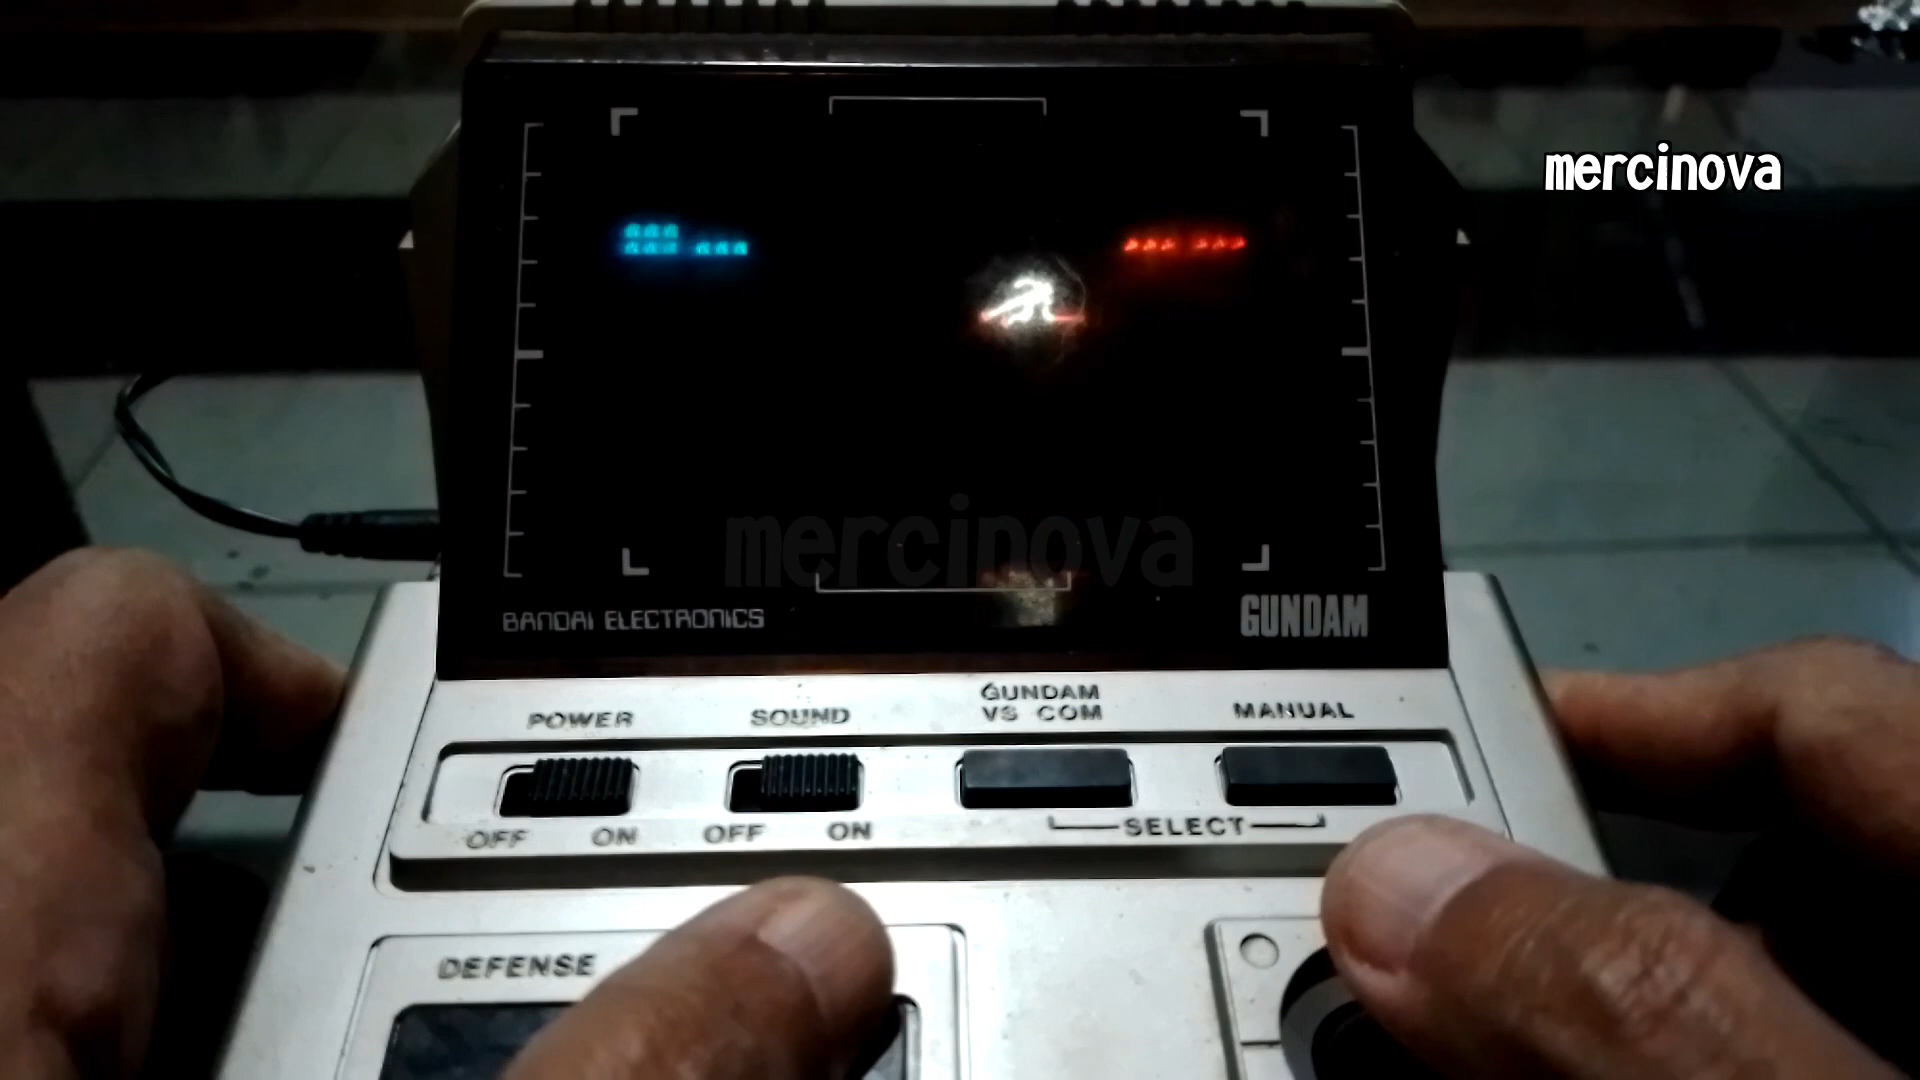 mercinova
mercinova
BANDAI ELECTRONICS
GUNDAM
POWER
SOUND
GUNDAM
VS COM
MANUAL
OFF
ON
OFF
ON
SELECT
DEFENSE